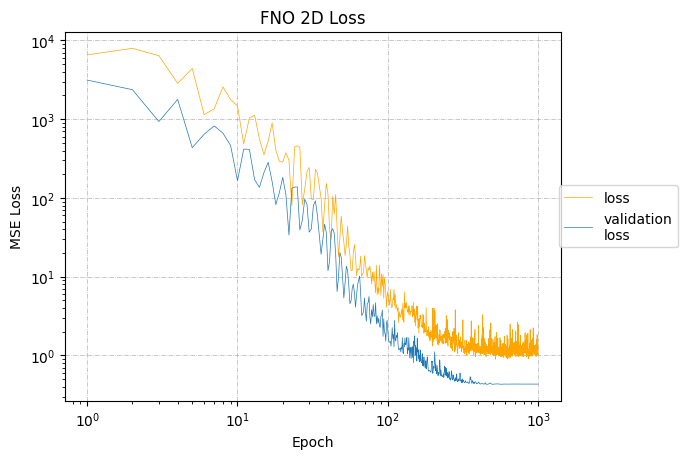 FNO 2D Loss
10⁴
10³
10²
10¹
10⁰
MSE Loss
10⁰ 10¹ 10² 10³
Epoch
loss
validation
loss